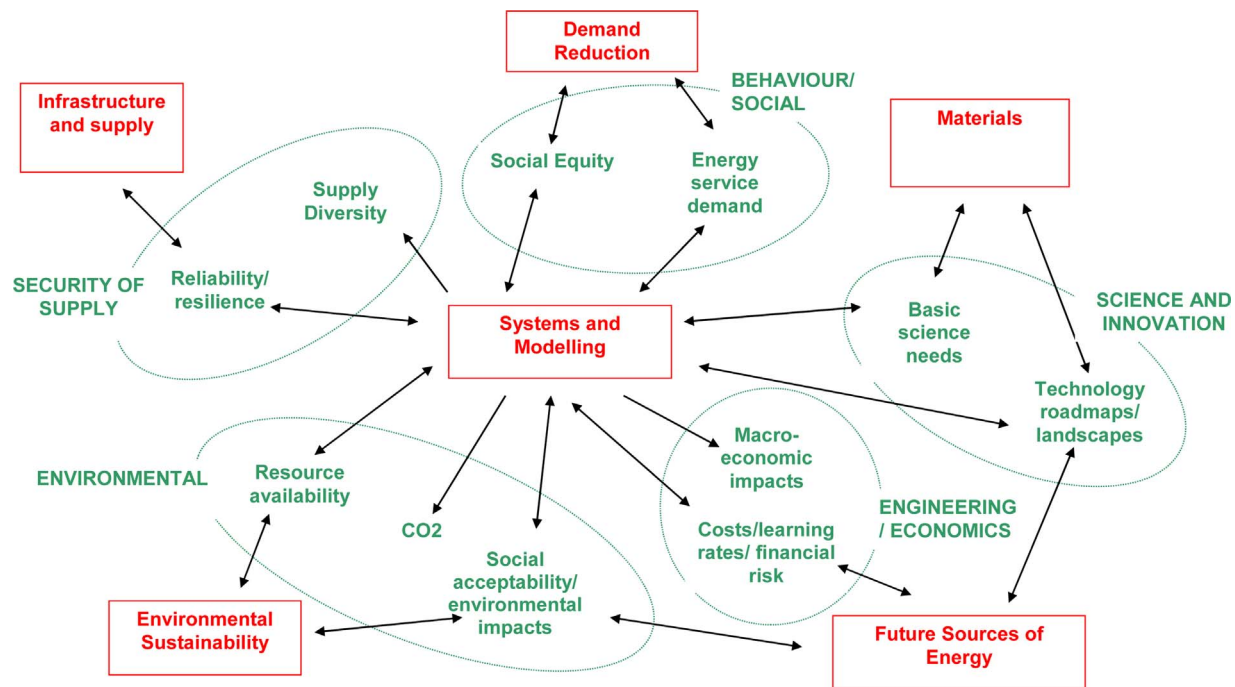 Demand
Reduction
BEHAVIOUR/
SOCIAL
Infrastructure
and supply
Materials
Social Equity
Energy
service
demand
Supply
Diversity
SECURITY OF
SUPPLY
Reliability/
resilience
Systems and
Modelling
Basic
science
needs
SCIENCE AND
INNOVATION
Technology
roadmaps/
landscapes
ENVIRONMENTAL
Resource
availability
CO2
Social
acceptability/
environmental
impacts
Macro-
economic
impacts
Costs/learning
rates/ financial
risk
ENGINEERING
/ ECONOMICS
Environmental
Sustainability
Future Sources of
Energy